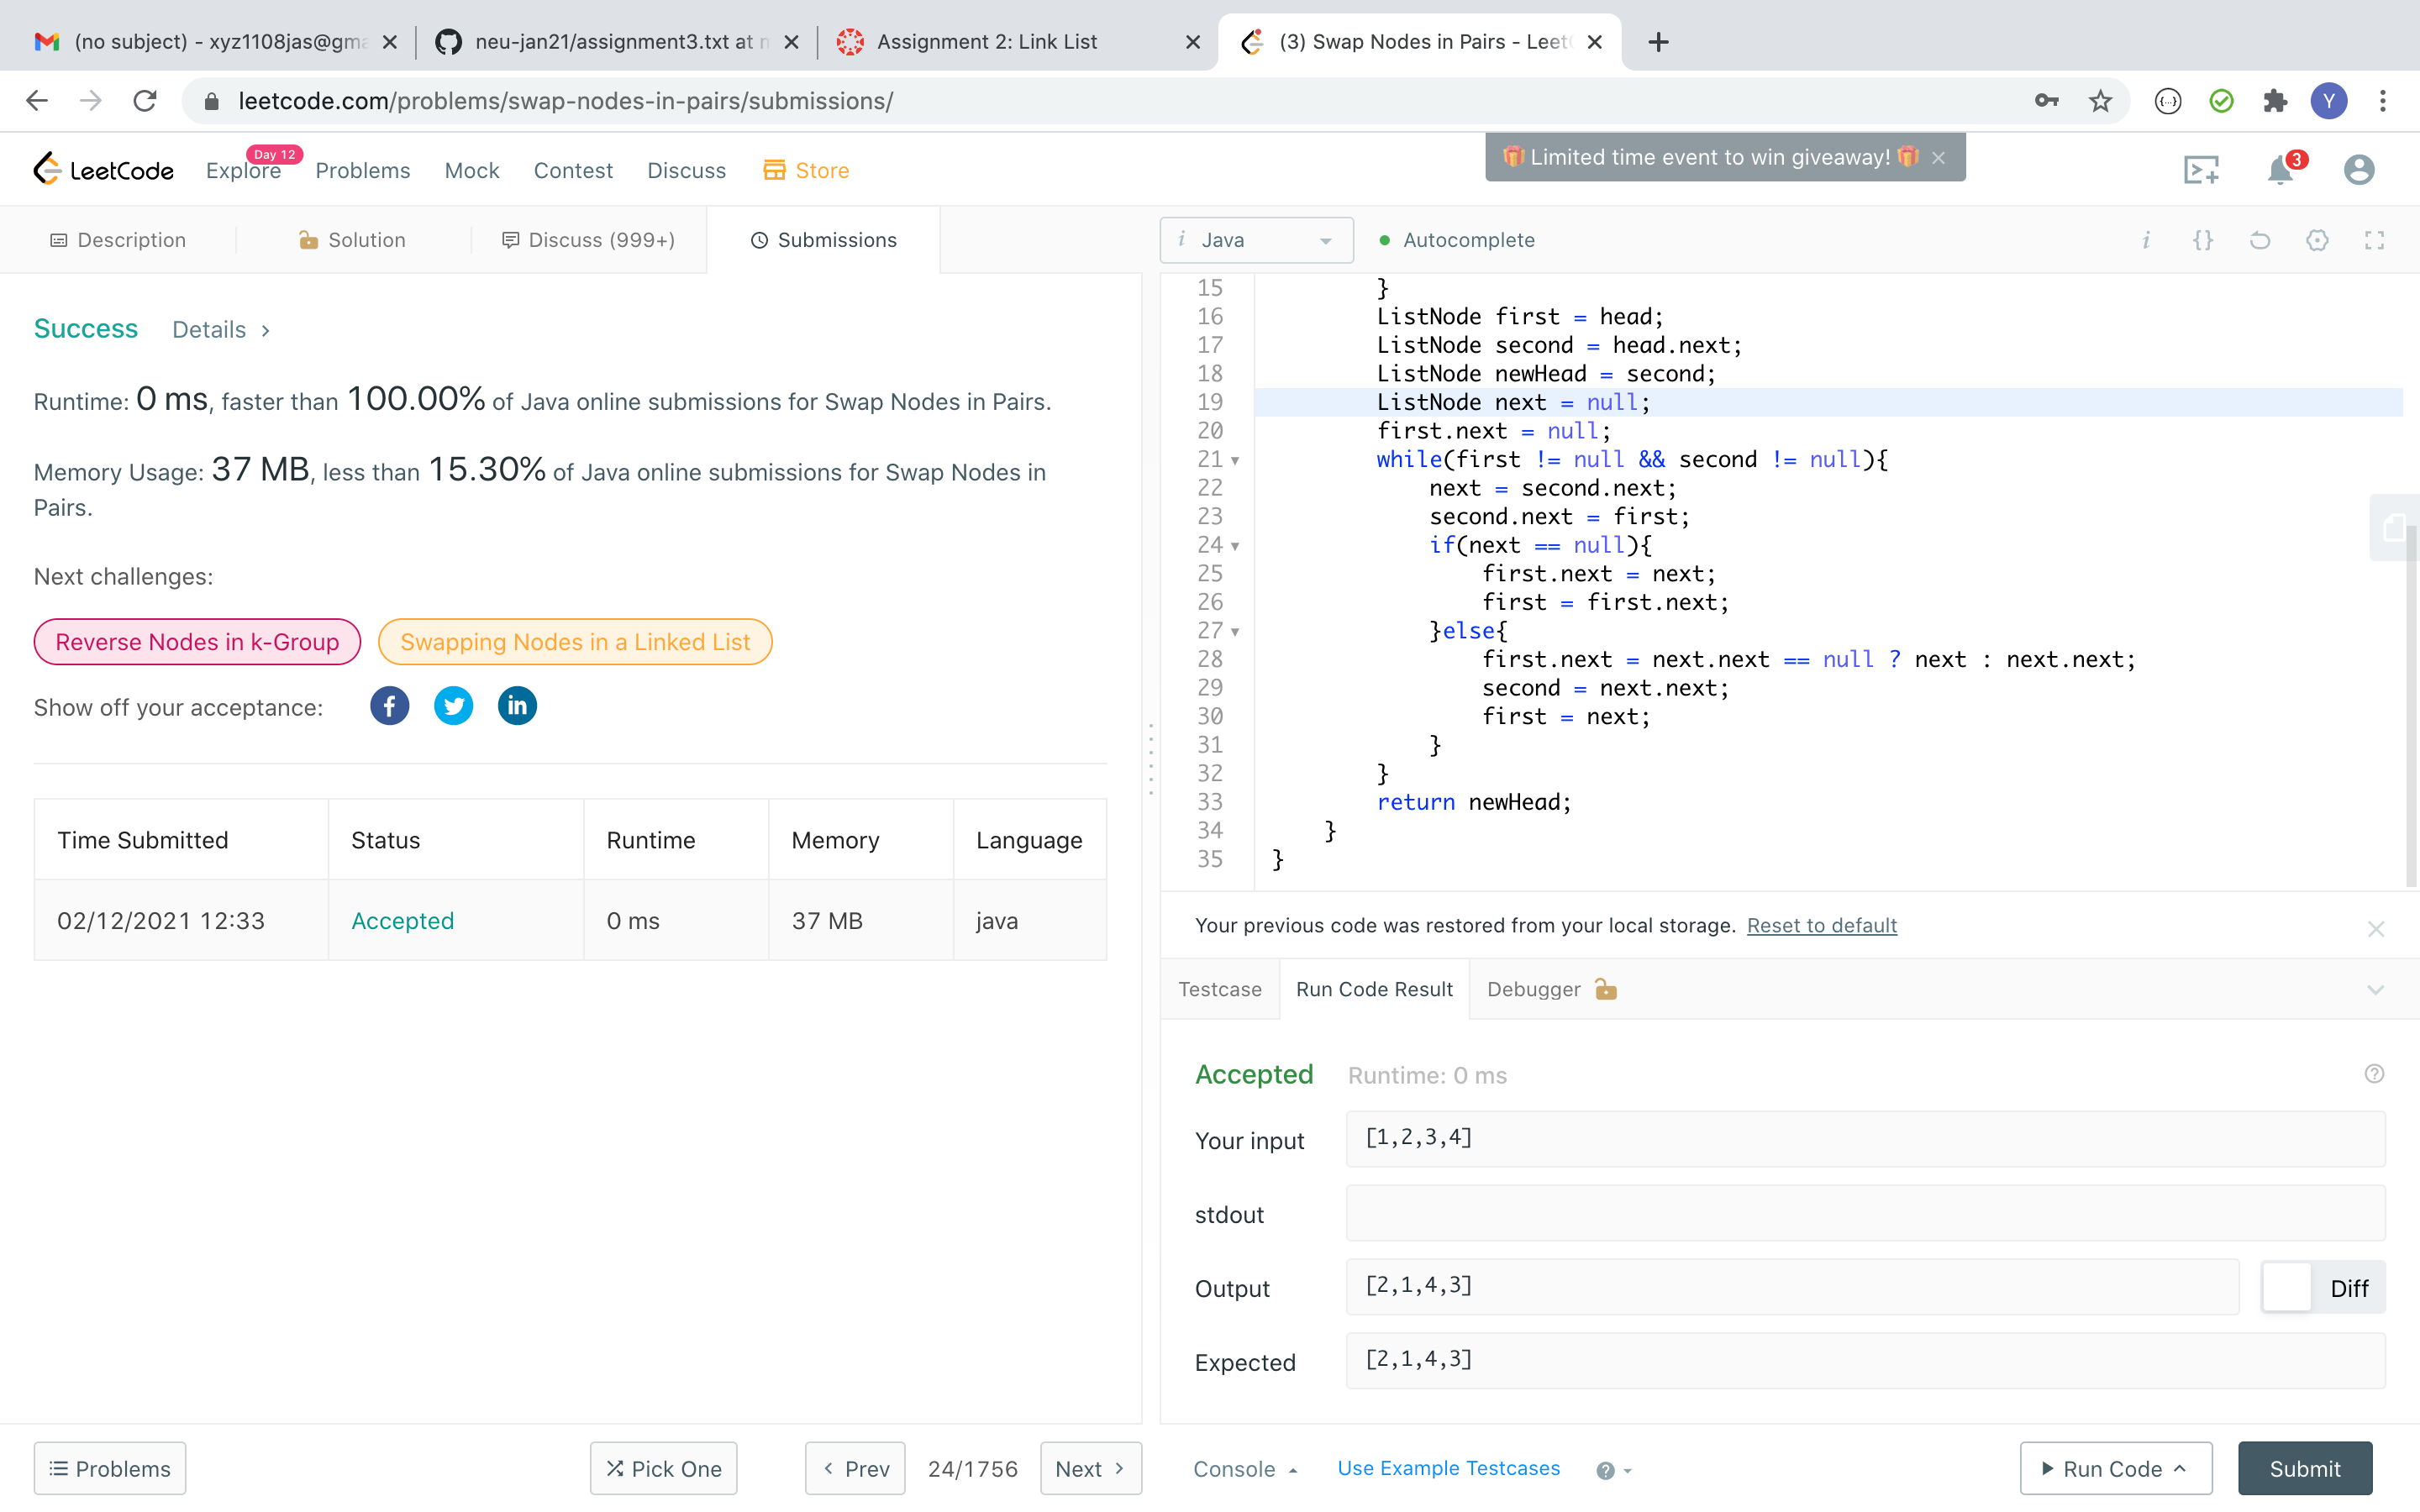 (no subject) - xyz1108jas@gma
neu-jan21/assignment3.txt at
Assignment 2: Link List
(3) Swap Nodes in Pairs - Leet
leetcode.com/problems/swap-nodes-in-pairs/submissions/
Y
LeetCode
Explore
Day 12
Problems
Mock
Contest
Discuss
Store
Limited time event to win giveaway!
3
Description
Solution
Discuss (999+)
Submissions
Success Details
Runtime: 0 ms, faster than 100.00% of Java online submissions for Swap Nodes in Pairs.
Memory Usage: 37 MB, less than 15.30% of Java online submissions for Swap Nodes in
Pairs.
Next challenges:
Reverse Nodes in k-Group
Swapping Nodes in a Linked List
Show off your acceptance:
Time Submitted Status Runtime Memory Language
02/12/2021 12:33 Accepted 0 ms 37 MB java
i Java
Autocomplete
15 }
16 ListNode first = head;
17 ListNode second = head.next;
18 ListNode newHead = second;
19 ListNode next = null;
20 first.next = null;
21 while(first != null && second != null){
22 next = second.next;
23 second.next = first;
24 if(next == null){
25 first.next = next;
26 first = first.next;
27 }else{
28 first.next = next.next == null ? next : next.next;
29 second = next.next;
30 first = next;
31 }
32 }
33 return newHead;
34 }
35 }
Your previous code was restored from your local storage. Reset to default
Testcase
Run Code Result
Debugger
Accepted Runtime: 0 ms
Your input [1,2,3,4]
stdout
Output [2,1,4,3]
Diff
Expected [2,1,4,3]
Problems
Pick One
Prev
24/1756
Next
Console
Use Example Testcases
Run Code
Submit